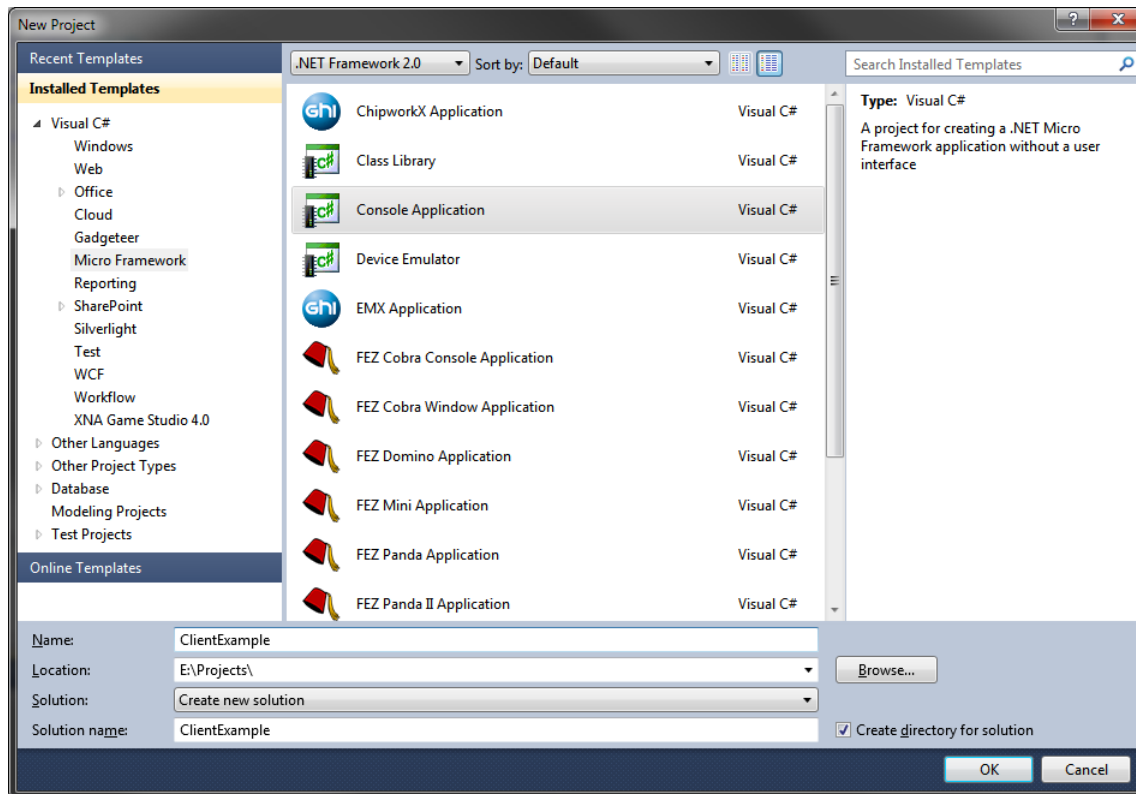 New Project
Recent Templates
Installed Templates
Visual C#
Windows
Web
Office
Cloud
Gadgeteer
Micro Framework
Reporting
SharePoint
Silverlight
Test
WCF
Workflow
XNA Game Studio 4.0
Other Languages
Other Project Types
Database
Modeling Projects
Test Projects
Online Templates
.NET Framework 2.0 Sort by: Default
GHI ChipworkX Application Visual C#
C# Class Library Visual C#
C# Console Application Visual C#
C# Device Emulator Visual C#
GHI EMX Application Visual C#
FEZ Cobra Console Application Visual C#
FEZ Cobra Window Application Visual C#
FEZ Domino Application Visual C#
FEZ Mini Application Visual C#
FEZ Panda Application Visual C#
FEZ Panda II Application Visual C#
Search Installed Templates
Type: Visual C#
A project for creating a .NET Micro
Framework application without a user
interface
Name: ClientExample
Location: E:\Projects\ Browse...
Solution: Create new solution
Solution name: ClientExample Create directory for solution
OK Cancel